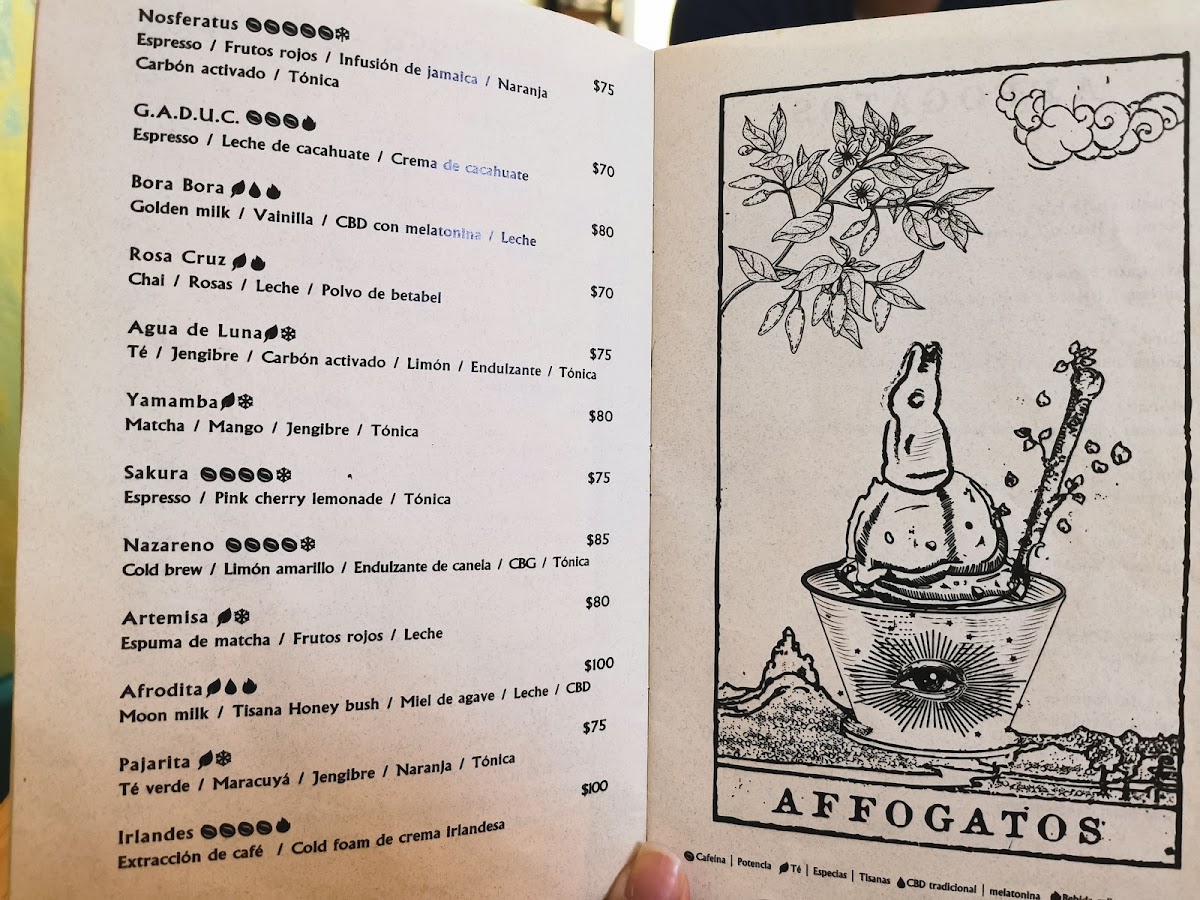 Nosferatus
Espresso / Frutos rojos / Infusión de jamaica / Naranja
Carbón activado / Tónica
$75
G.A.D.U.C.
Espresso / Leche de cacahuate / Crema de cacahuate
$70
Bora Bora
Golden milk / Vainilla / CBD con melatonina / Leche
$80
Rosa Cruz
Chai / Rosas / Leche / Polvo de betabel
$70
Agua de Luna
Té / Jengibre / Carbón activado / Limón / Endulzante / Tónica
$75
Yamamba
Matcha / Mango / Jengibre / Tónica
$80
Sakura
Espresso / Pink cherry lemonade / Tónica
$75
Nazareno
Cold brew / Limón amarillo / Endulzante de canela / CBG / Tónica
$85
Artemisa
Espuma de matcha / Frutos rojos / Leche
$80
Afrodita
Moon milk / Tisana Honey bush / Miel de agave / Leche / CBD
$100
Pajarita
Té verde / Maracuyá / Jengibre / Naranja / Tónica
$75
Irlandes
Extracción de café / Cold foam de crema Irlandesa
$100
AFFOGATOS
Cafeína | Potencia Té | Especias | Tisanas CBD tradicional | melatonina Bebida